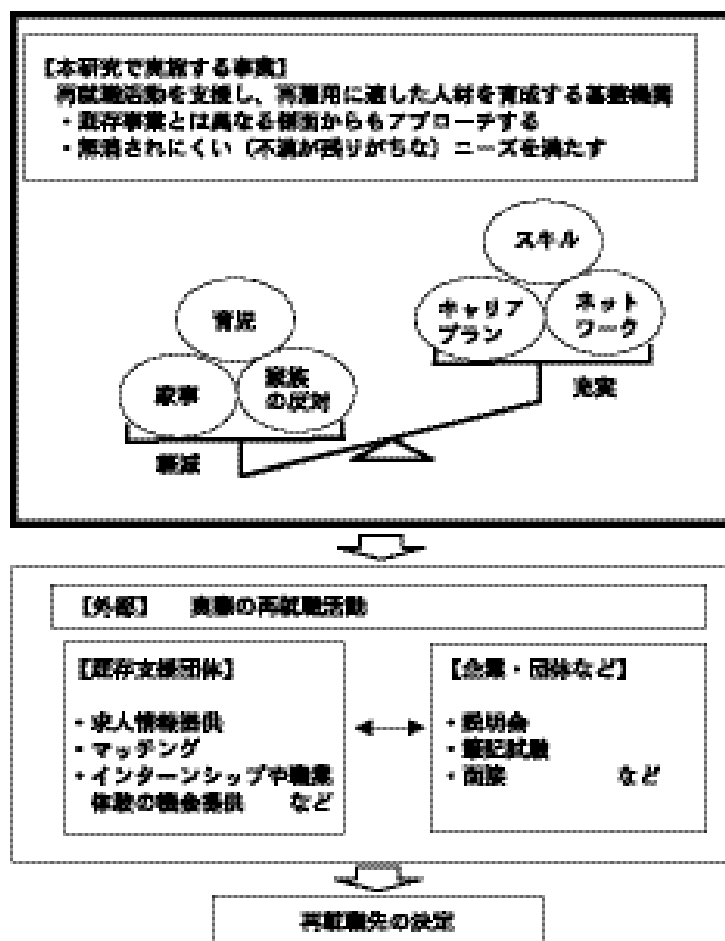 【本研究で実施する事業】
再就職活動を支援し、再雇用に適した人材を育成する基盤機関
・既存事業とは異なる側面からもアプローチする
・解消されにくい(不満が残りがちな)ニーズを満たす
スキル
キャリア
プラン
ネット
ワーク
充実
育児
家事
家族
の反対
軽減
【外部】 実際の再就職活動
【既存支援団体】
・求人情報提供
・マッチング
・インターンシップや職業
体験の機会提供 など
【企業・団体など】
・説明会
・筆記試験
・面接 など
再就職先の決定